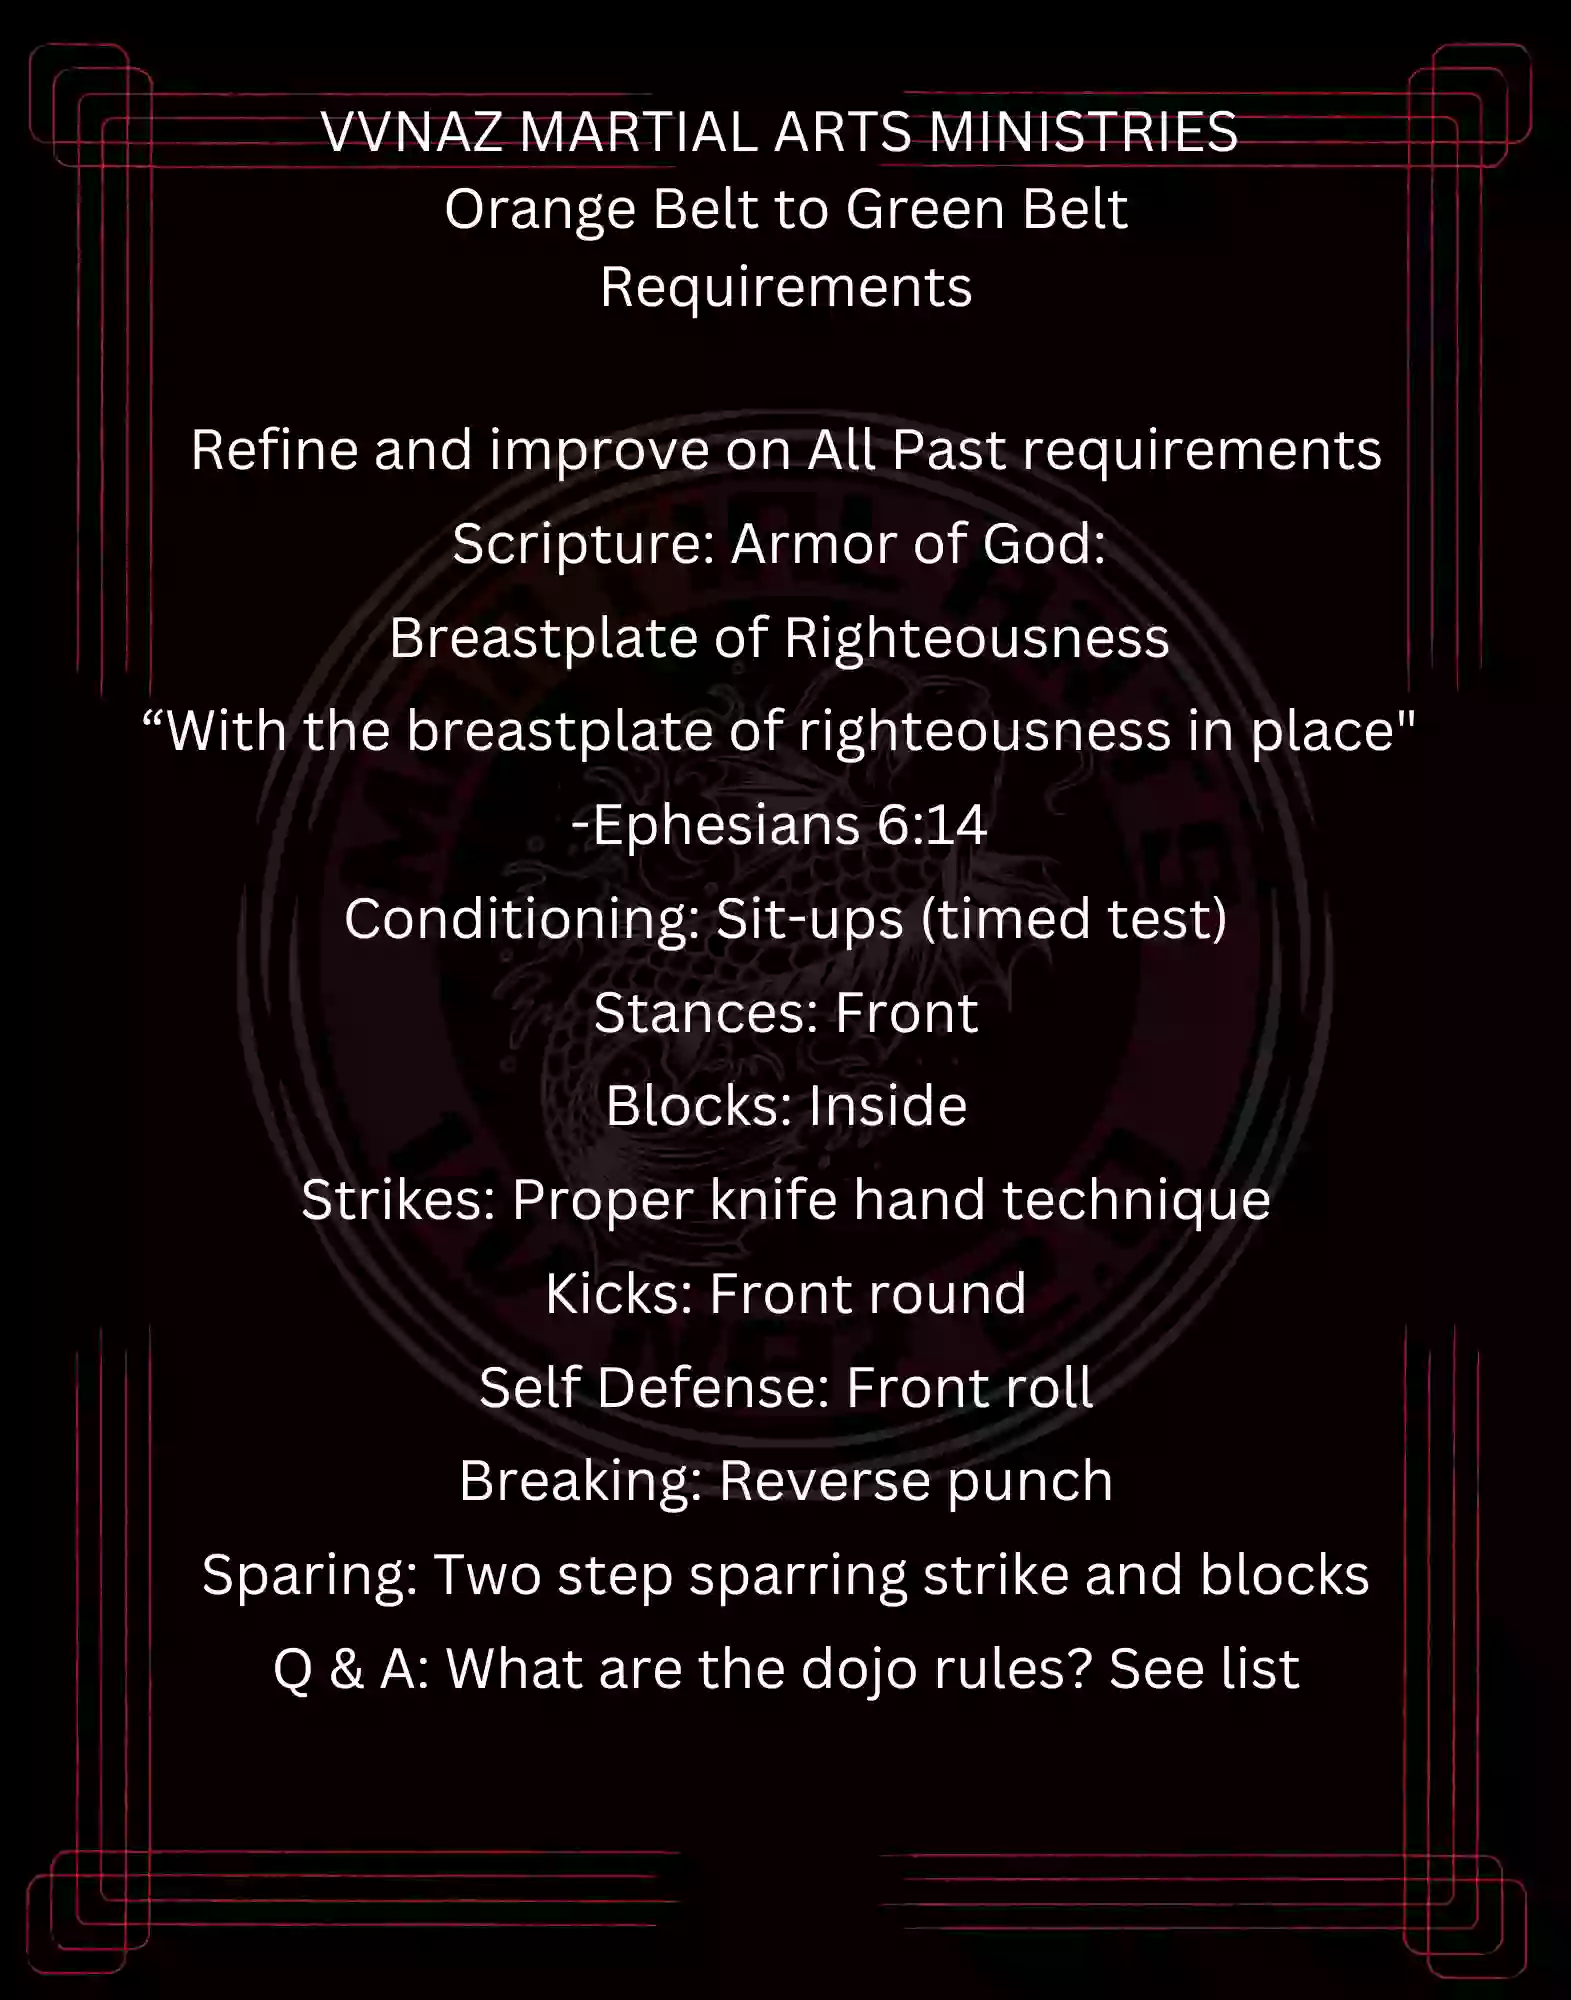 VVNAZ MARTIAL ARTS MINISTRIES
Orange Belt to Green Belt
Requirements
Refine and improve on All Past requirements
Scripture: Armor of God:
Breastplate of Righteousness
“With the breastplate of righteousness in place"
-Ephesians 6:14
Conditioning: Sit-ups (timed test)
Stances: Front
Blocks: Inside
Strikes: Proper knife hand technique
Kicks: Front round
Self Defense: Front roll
Breaking: Reverse punch
Sparing: Two step sparring strike and blocks
Q & A: What are the dojo rules? See list
MARTIAL ARTS